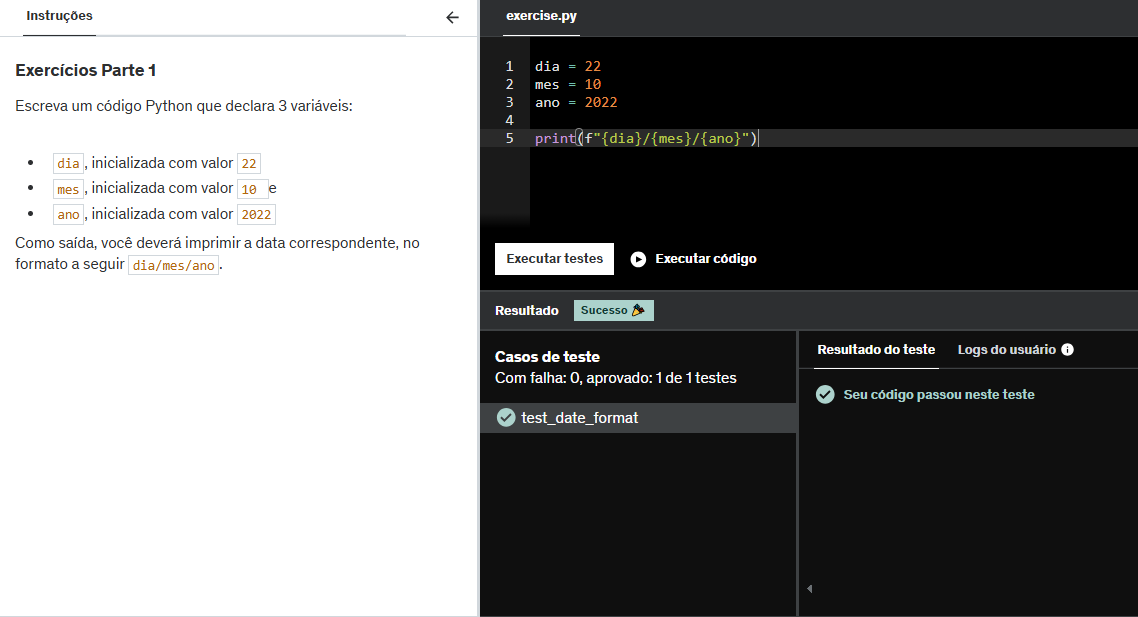 Instruções
Exercícios Parte 1
Escreva um código Python que declara 3 variáveis:
• dia, inicializada com valor 22
• mes, inicializada com valor 10 e
• ano, inicializada com valor 2022
Como saída, você deverá imprimir a data correspondente, no
formato a seguir dia/mes/ano.
exercise.py
1 dia = 22
2 mes = 10
3 ano = 2022
4
5 print(f"{dia}/{mes}/{ano}")
Executar testes Executar código
Resultado Sucesso
Casos de teste
Com falha: 0, aprovado: 1 de 1 testes
test_date_format
Resultado do teste Logs do usuário
Seu código passou neste teste